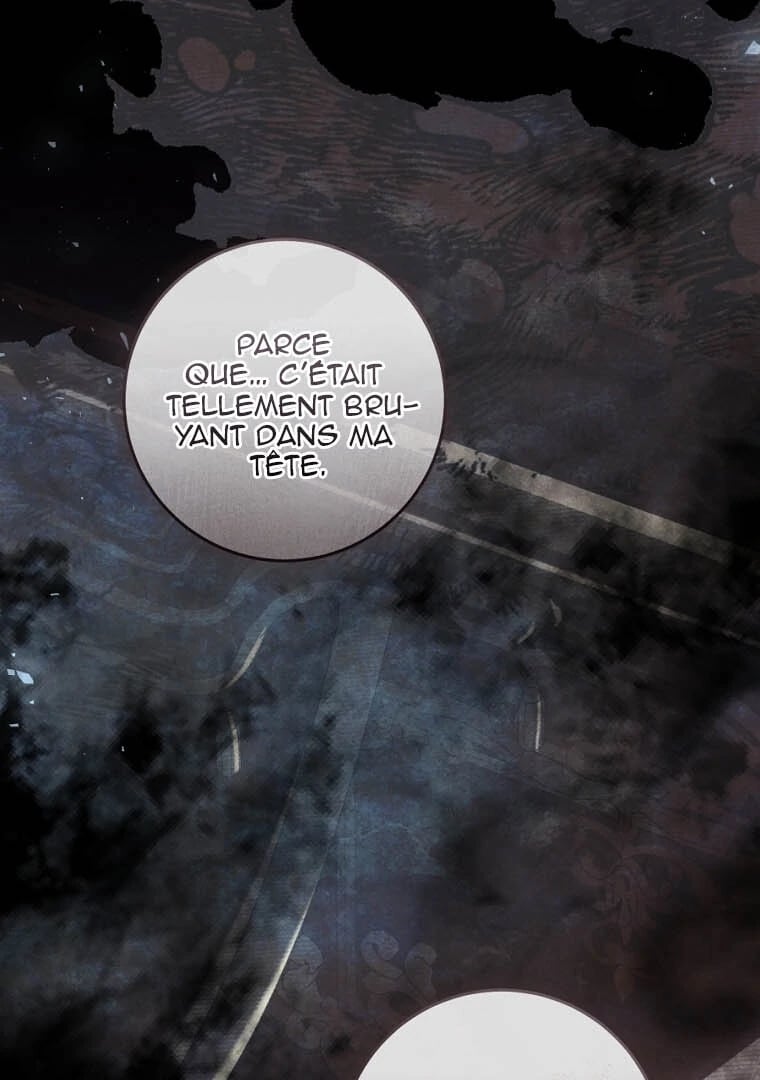 PARCE
QUE... C'ÉTAIT
TELLEMENT BRU-
YANT DANS MA
TÊTE.